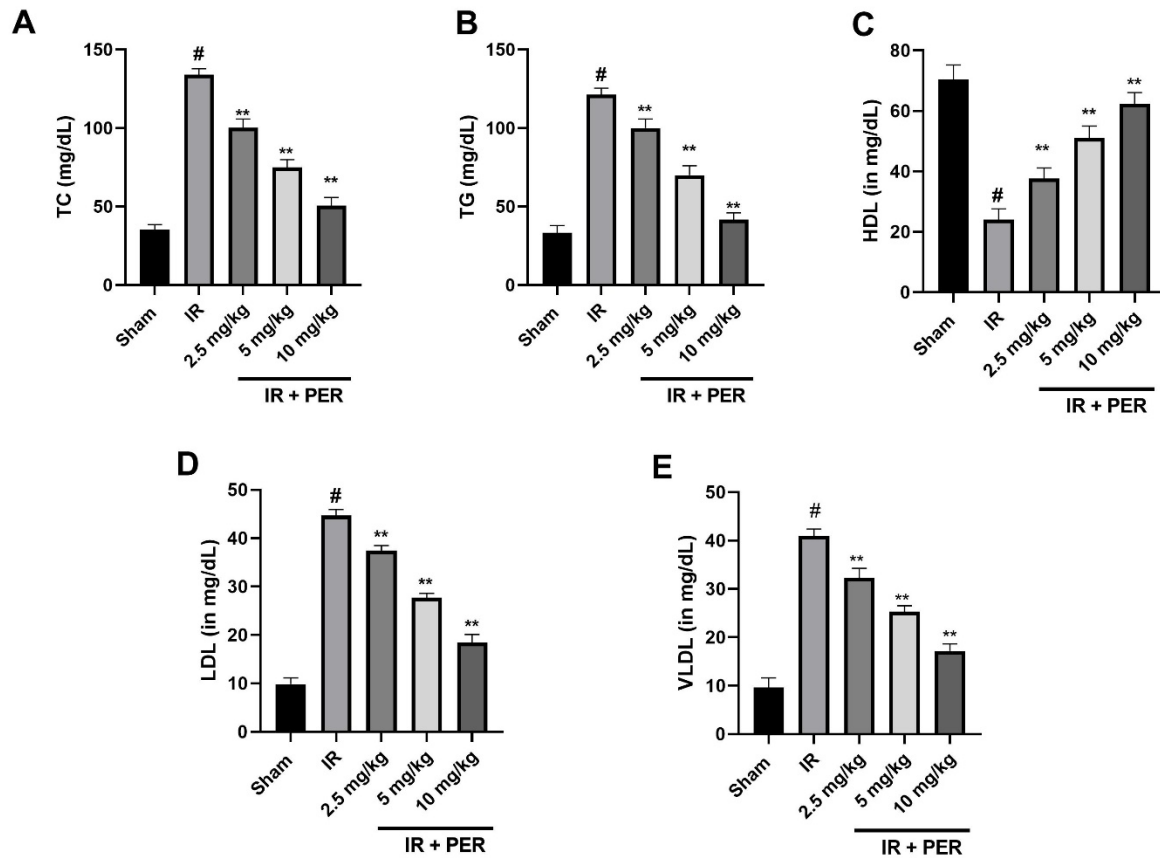 A
TC (mg/dL)
150
100
50
0
#
**
**
**
Sham
IR
2.5 mg/kg
5 mg/kg
10 mg/kg
IR + PER
B
TG (mg/dL)
150
100
50
0
#
**
**
**
Sham
IR
2.5 mg/kg
5 mg/kg
10 mg/kg
IR + PER
C
HDL (in mg/dL)
80
60
40
20
0
#
**
**
**
Sham
IR
2.5 mg/kg
5 mg/kg
10 mg/kg
IR + PER
D
LDL (in mg/dL)
50
40
30
20
10
0
#
**
**
**
Sham
IR
2.5 mg/kg
5 mg/kg
10 mg/kg
IR + PER
E
VLDL (in mg/dL)
50
40
30
20
10
0
#
**
**
**
Sham
IR
2.5 mg/kg
5 mg/kg
10 mg/kg
IR + PER